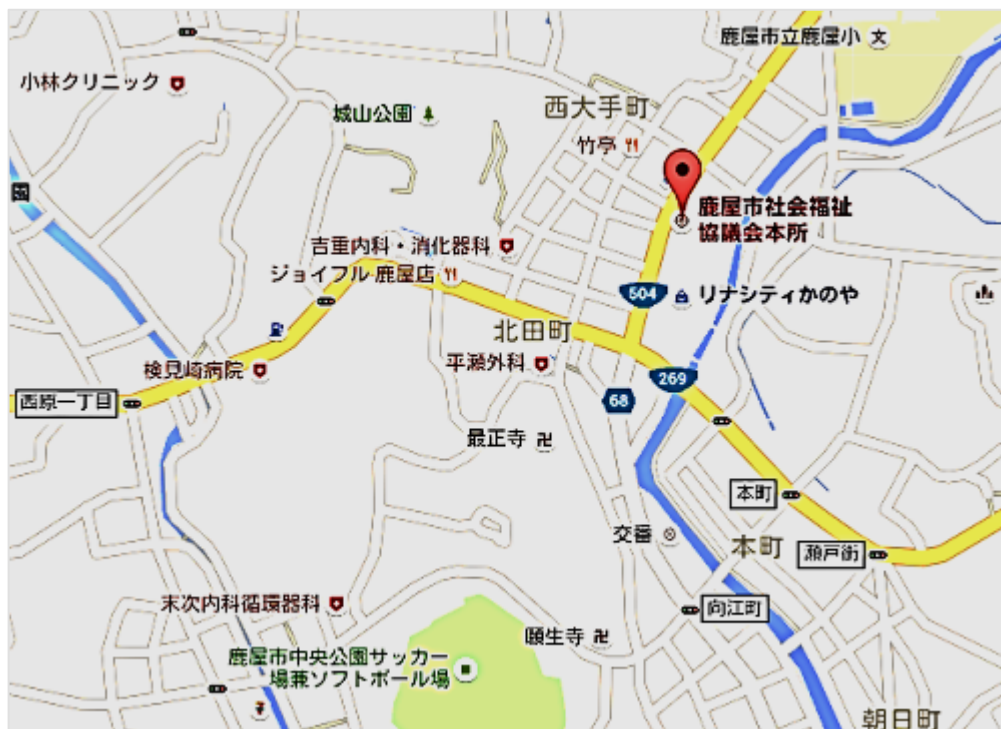 鹿屋市立鹿屋小
小林クリニック
西大手町
城山公園
竹亭
鹿屋市社会福祉
協議会本所
吉重内科・消化器科
ジョイフル 鹿屋店
504
リナシティかのや
北田町
検見崎病院
平瀬外科
269
68
西原一丁目
最正寺
本町
交番
本町
瀬戸街
末次内科循環器科
向江町
願生寺
鹿屋市中央公園サッカー
場兼ソフトボール場
朝日町